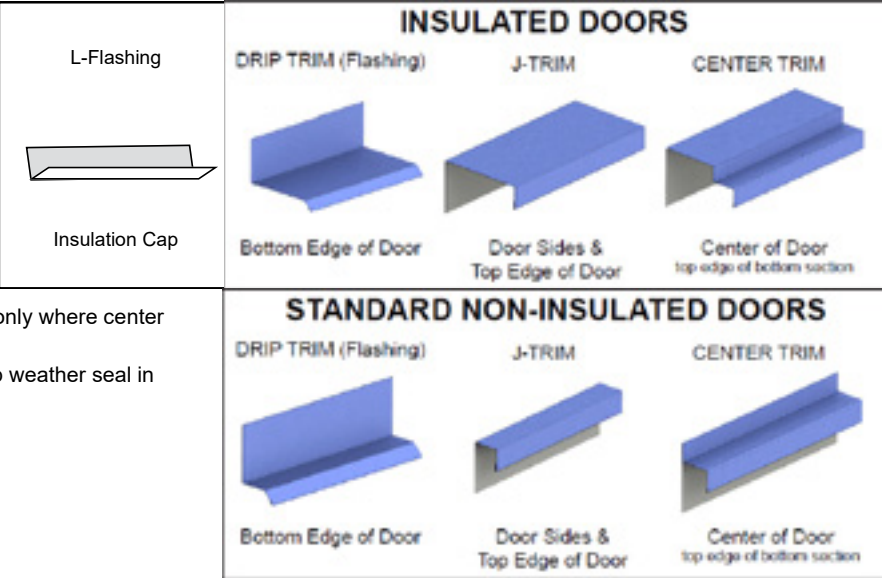 L-Flashing
Insulation Cap
INSULATED DOORS
DRIP TRIM (Flashing)
J-TRIM
CENTER TRIM
Bottom Edge of Door
Door Sides &
Top Edge of Door
Center of Door
top edge of bottom section
only where center
weather seal in
STANDARD NON-INSULATED DOORS
DRIP TRIM (Flashing)
J-TRIM
CENTER TRIM
Bottom Edge of Door
Door Sides &
Top Edge of Door
Center of Door
top edge of bottom section